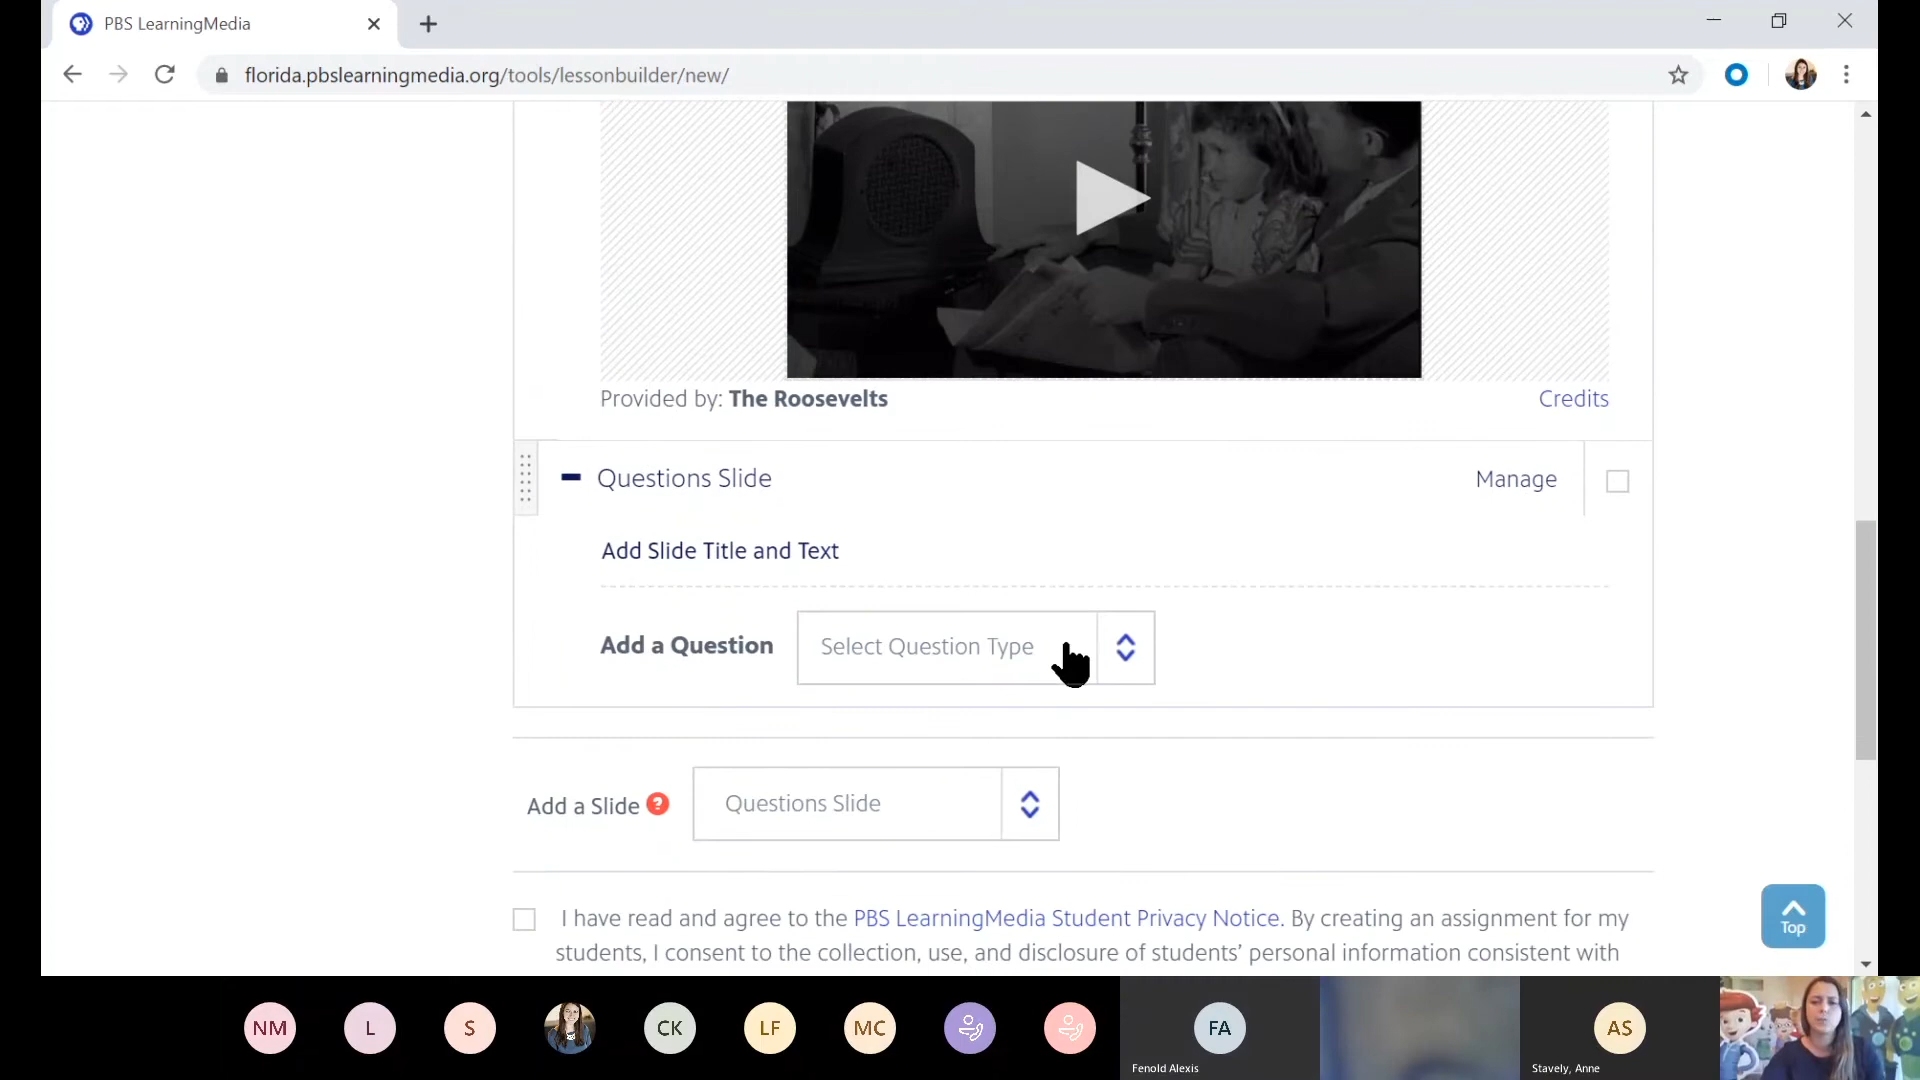 PBS LearningMedia
florida.pbslearningmedia.org/tools/lessonbuilder/new/
Provided by: The Roosevelts
Credits
Questions Slide
Manage
Add Slide Title and Text
Add a Question
Select Question Type
Add a Slide ?
Questions Slide
I have read and agree to the PBS LearningMedia Student Privacy Notice. By creating an assignment for my
students, I consent to the collection, use, and disclosure of students' personal information consistent with
Top
NM
L
S
CK
LF
MC
FA
AS
Fenold Alexis
Stavely, Anne